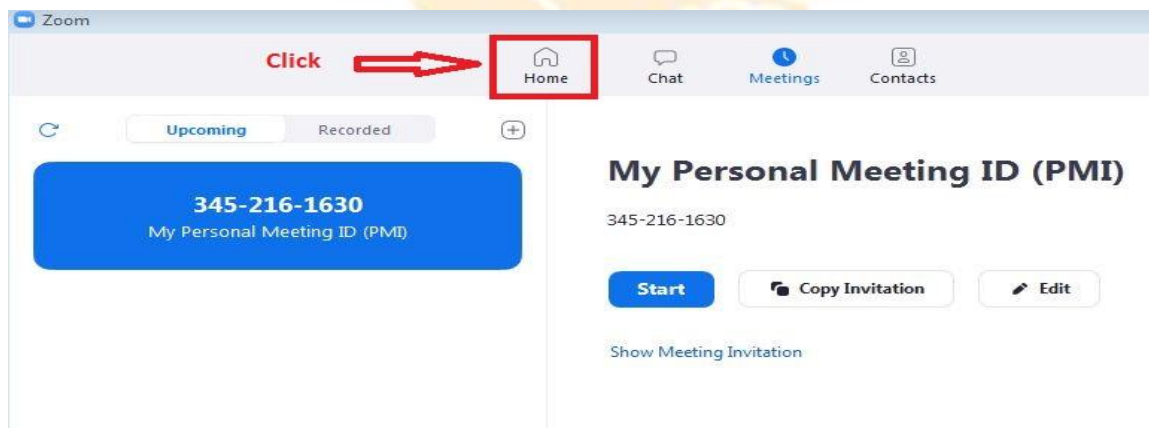 Zoom
Click
Home
Chat
Meetings
Contacts
Upcoming
Recorded
345-216-1630
My Personal Meeting ID (PMI)
My Personal Meeting ID (PMI)
345-216-1630
Start
Copy Invitation
Edit
Show Meeting Invitation